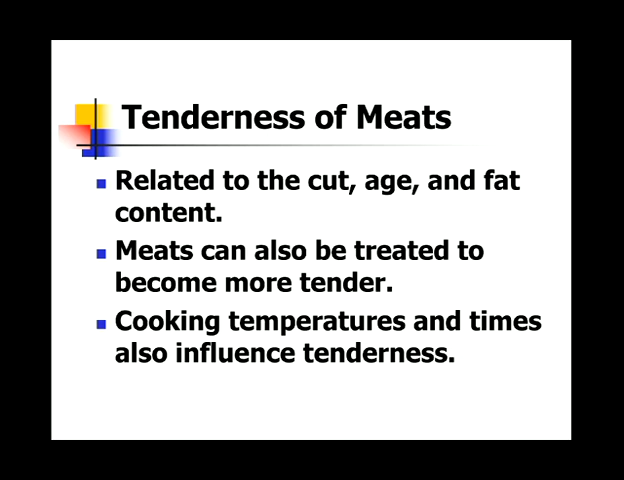 Tenderness of Meats
Related to the cut, age, and fat
content.
Meats can also be treated to
become more tender.
Cooking temperatures and times
also influence tenderness.